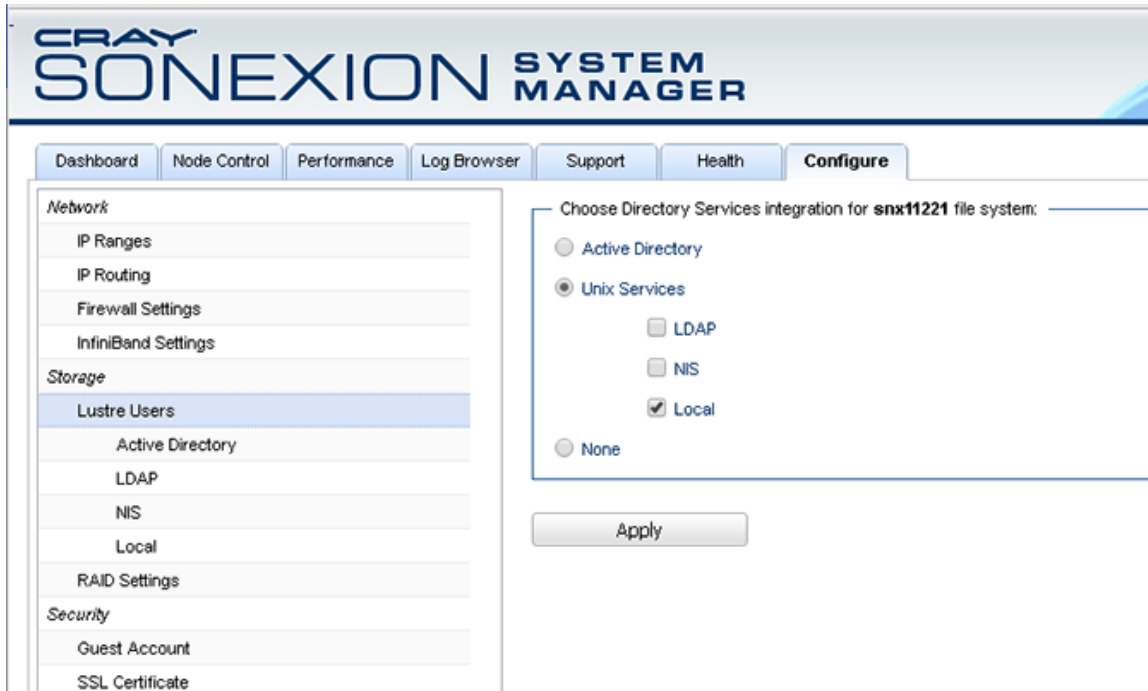 CRAY
SONEXION SYSTEM MANAGER
Dashboard Node Control Performance Log Browser Support Health Configure
Network
IP Ranges
IP Routing
Firewall Settings
InfiniBand Settings
Storage
Lustre Users
Active Directory
LDAP
NIS
Local
RAID Settings
Security
Guest Account
SSL Certificate
Choose Directory Services integration for snx11221 file system:
Active Directory
Unix Services
LDAP
NIS
Local
None
Apply